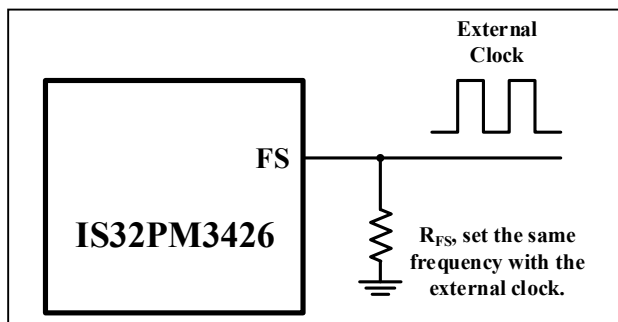 External
Clock
FS
IS32PM3426
RFS, set the same
frequency with the
external clock.